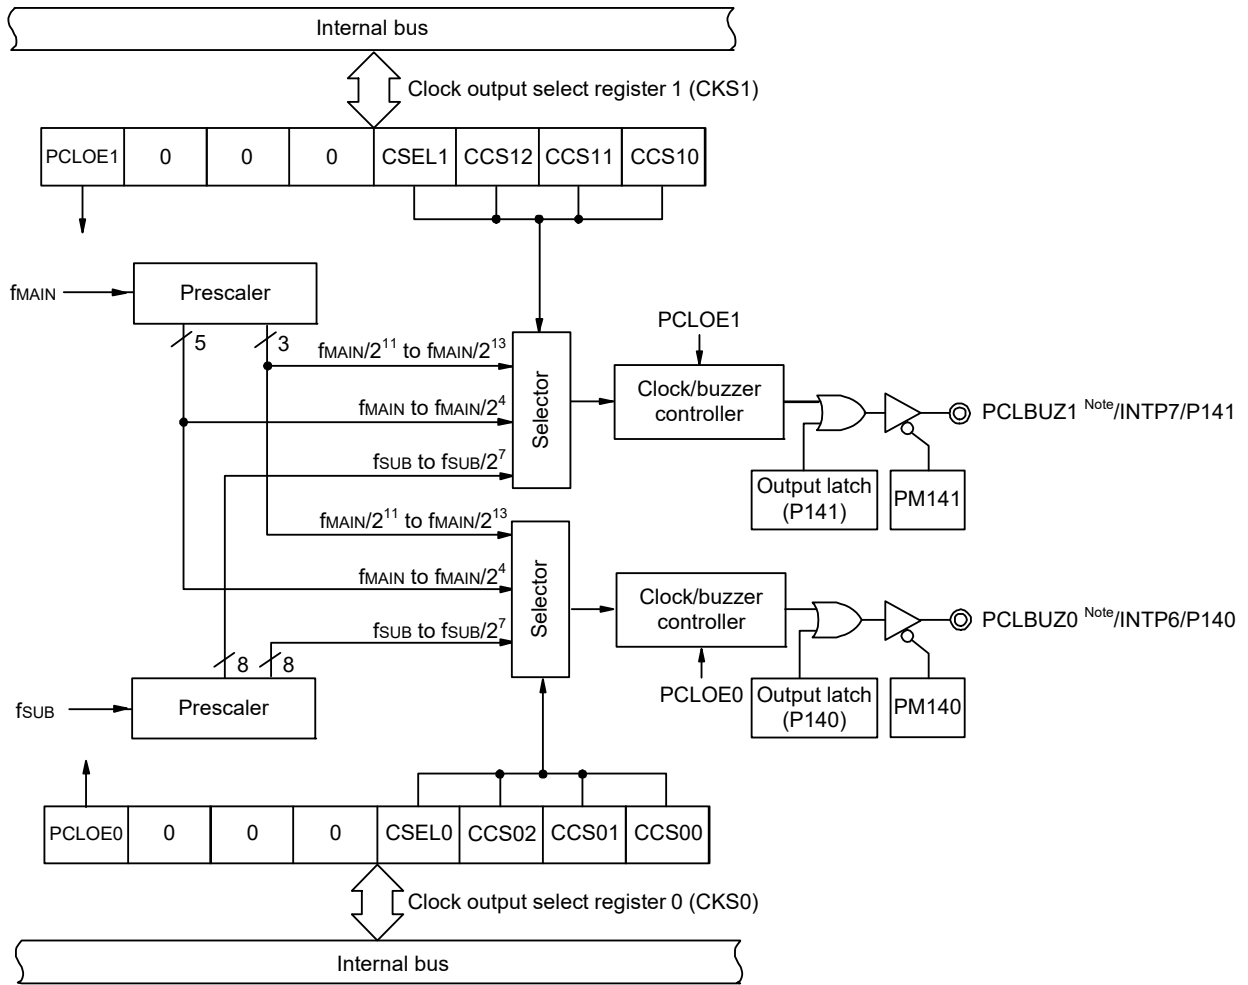 Internal bus
Clock output select register 1 (CKS1)
PCLOE1 0 0 0 CSEL1 CCS12 CCS11 CCS10
fMAIN
Prescaler
5 3
PCLOE1
fMAIN/2^11 to fMAIN/2^13
fMAIN to fMAIN/2^4
fSUB to fSUB/2^7
Selector
Clock/buzzer
controller
PCLBUZ1 Note/INTP7/P141
Output latch
(P141)
PM141
fMAIN/2^11 to fMAIN/2^13
fMAIN to fMAIN/2^4
fSUB to fSUB/2^7
Selector
Clock/buzzer
controller
PCLBUZ0 Note/INTP6/P140
8 8
PCLOE0
Output latch
(P140)
PM140
fSUB
Prescaler
PCLOE0 0 0 0 CSEL0 CCS02 CCS01 CCS00
Clock output select register 0 (CKS0)
Internal bus